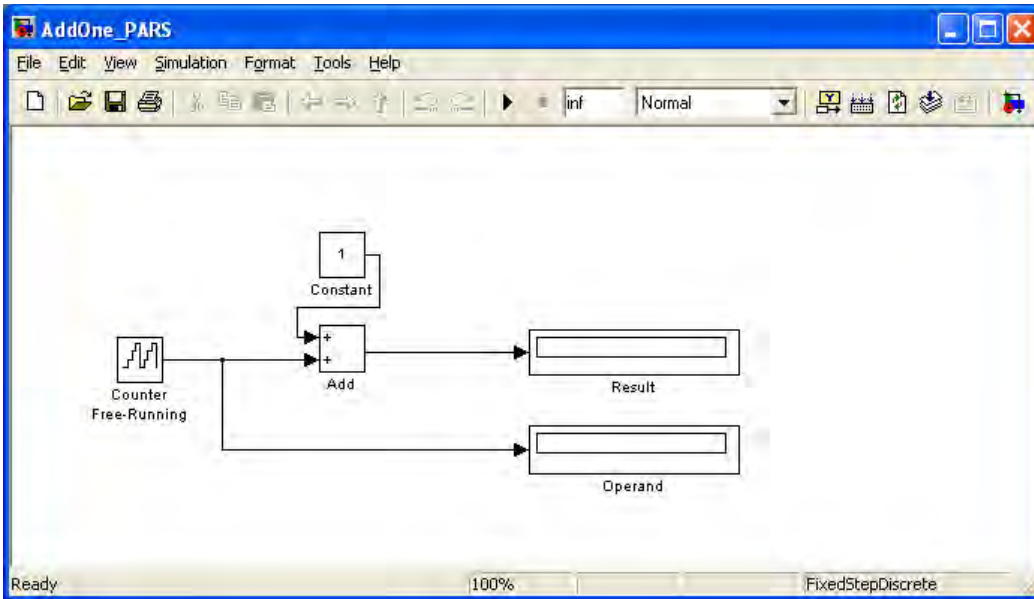 AddOne_PARS
File Edit View Simulation Format Tools Help
inf Normal
1
Constant
+
+
Add
Counter
Free-Running
Result
Operand
Ready 100% FixedStepDiscrete